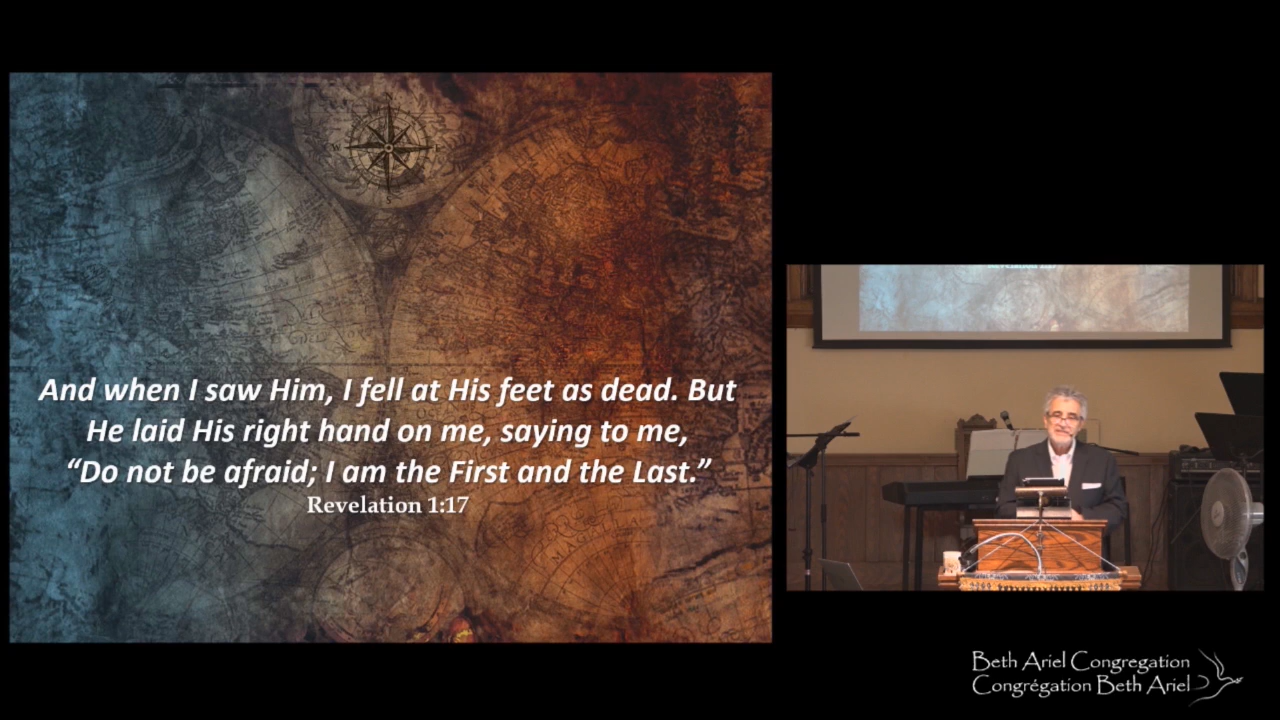 N
W E
S
And when I saw Him, I fell at His feet as dead. But
He laid His right hand on me, saying to me,
“Do not be afraid; I am the First and the Last.”
Revelation 1:17
Beth Ariel Congregation
Congrégation Beth Ariel